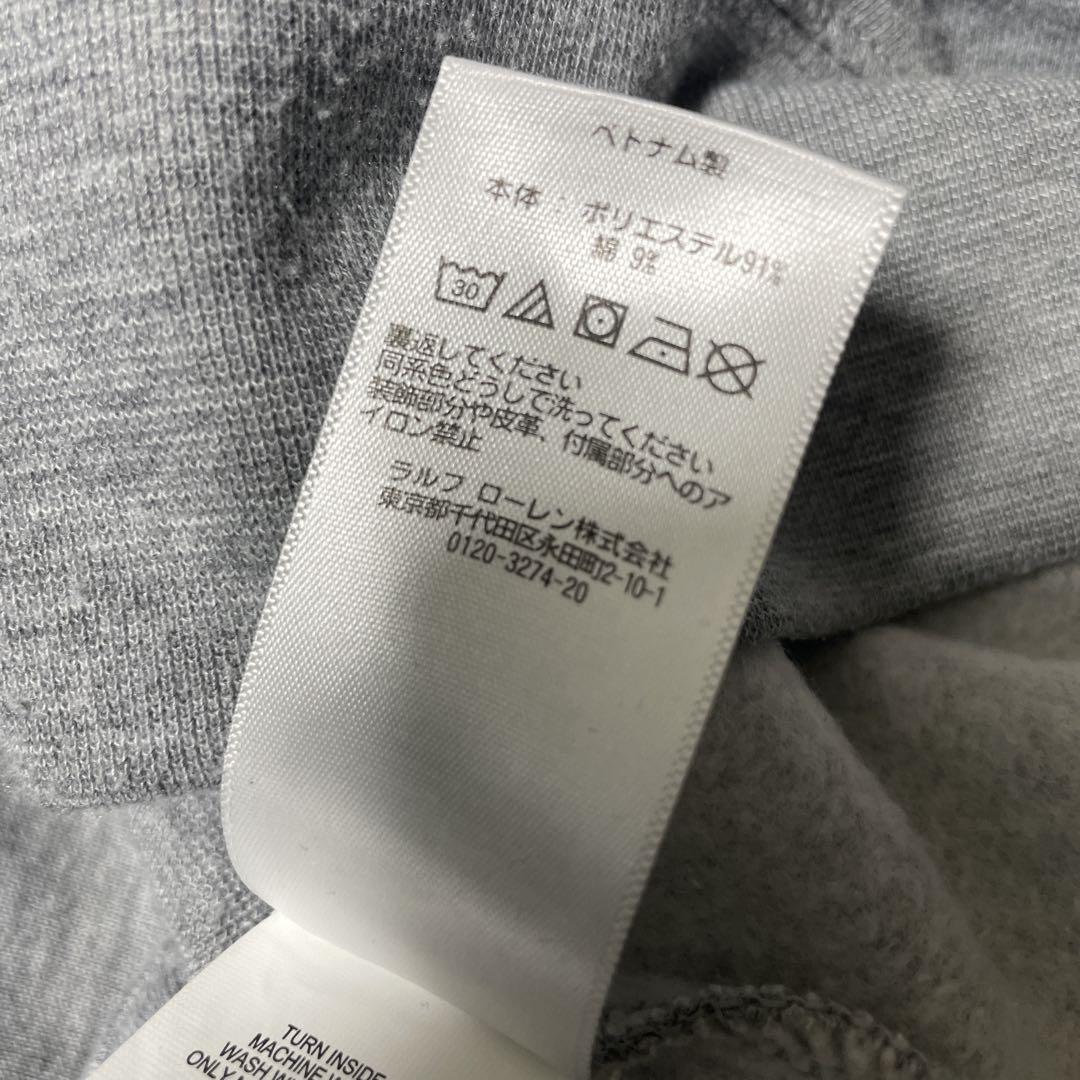 ベトナム製
本体 : ポリエステル91%
綿 9%
30
裏返してください
同系色どうしで洗ってください
装飾部分や皮革、付属部分へのア
イロン禁止
ラルフ ローレン株式会社
東京都千代田区永田町2-10-1
0120-3274-20
TURN INSIDE
MACHINE W
WASH WI
ONLY